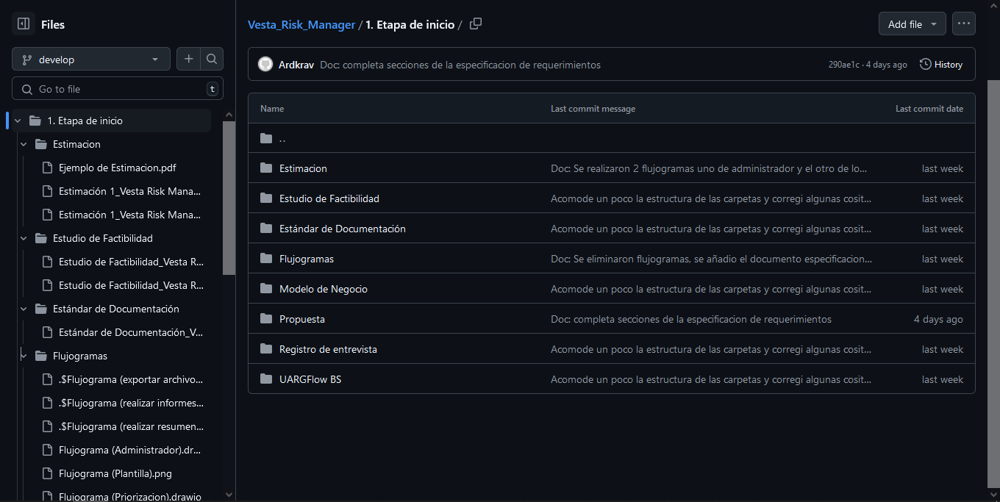 Files
develop
Go to file
t
1. Etapa de inicio
Estimacion
Ejemplo de Estimacion.pdf
Estimación 1_Vesta Risk Mana...
Estimación 1_Vesta Risk Mana...
Estudio de Factibilidad
Estudio de Factibilidad_Vesta R...
Estudio de Factibilidad_Vesta R...
Estándar de Documentación
Estándar de Documentación_V...
Flujogramas
.$Flujograma (exportar archivo...
.$Flujograma (realizar informes...
.$Flujograma (realizar resumen...
Flujograma (Administrador).dr...
Flujograma (Plantilla).png
Flujograma (Priorizacion).drawio
Vesta_Risk_Manager / 1. Etapa de inicio /
Add file
Ardkrav Doc: completa secciones de la especificacion de requerimientos 290ae1c · 4 days ago History
Name Last commit message Last commit date
..
Estimacion Doc: Se realizaron 2 flujogramas uno de administrador y el otro de lo... last week
Estudio de Factibilidad Acomode un poco la estructura de las carpetas y corregi algunas cosit... last week
Estándar de Documentación Acomode un poco la estructura de las carpetas y corregi algunas cosit... last week
Flujogramas Doc: Se eliminaron flujogramas, se añadio el documento especificacion... last week
Modelo de Negocio Acomode un poco la estructura de las carpetas y corregi algunas cosit... last week
Propuesta Doc: completa secciones de la especificacion de requerimientos 4 days ago
Registro de entrevista Acomode un poco la estructura de las carpetas y corregi algunas cosit... last week
UARGFlow BS Acomode un poco la estructura de las carpetas y corregi algunas cosit... last week